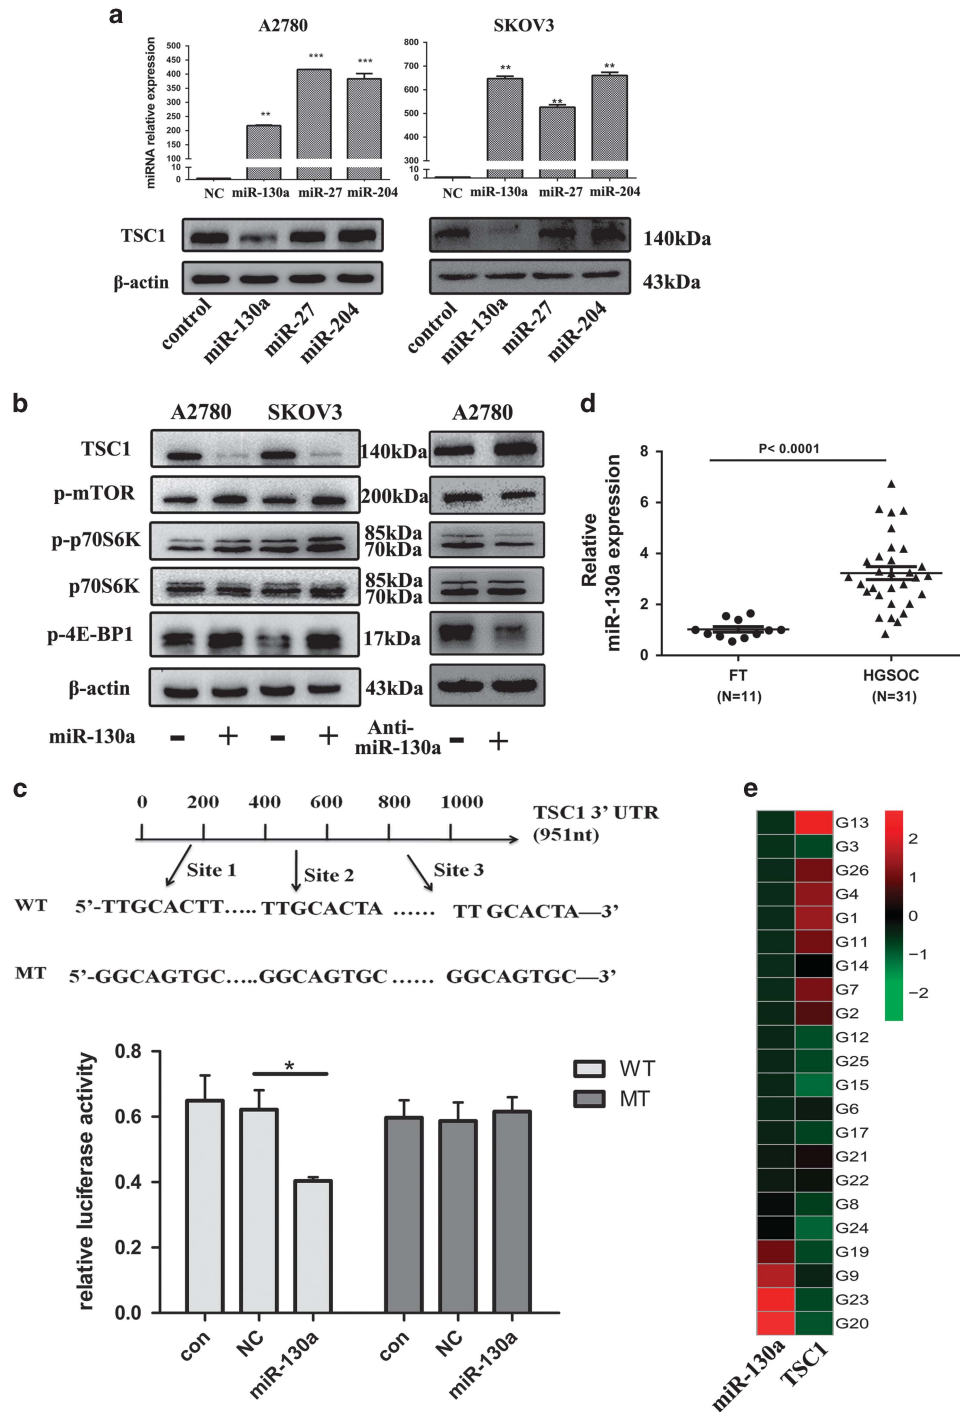 a
A2780
SKOV3
miRNA relative expression
500
450
400
350
300
250
200
150
100
10
0
**
***
***
NC miR-130a miR-27 miR-204
800
700
600
500
400
300
10
0
**
**
**
NC miR-130a miR-27 miR-204
TSC1
140kDa
β-actin
43kDa
control miR-130a miR-27 miR-204
control miR-130a miR-27 miR-204
b
A2780 SKOV3 A2780
TSC1 140kDa
p-mTOR 200kDa
p-p70S6K 85kDa
70kDa
p70S6K 85kDa
70kDa
p-4E-BP1 17kDa
β-actin 43kDa
miR-130a - + - + Anti-miR-130a - +
d
Relative
miR-130a expression
8
6
4
2
0
P< 0.0001
FT HGSOC
(N=11) (N=31)
c
0 200 400 600 800 1000
TSC1 3' UTR
(951nt)
Site 1 Site 2 Site 3
WT 5'-TTGCACTT..... TTGCACTA ...... TT GCACTA—3'
MT 5'-GGCAGTGC.....GGCAGTGC ...... GGCAGTGC—3'
relative luciferase activity
0.8
0.6
0.4
0.2
0.0
*
WT
MT
con NC miR-130a con NC miR-130a
e
G13
G3
G26
G4
G1
G11
G14
G7
G2
G12
G25
G15
G6
G17
G21
G22
G8
G24
G19
G9
G23
G20
miR-130a TSC1
2
1
0
−1
−2